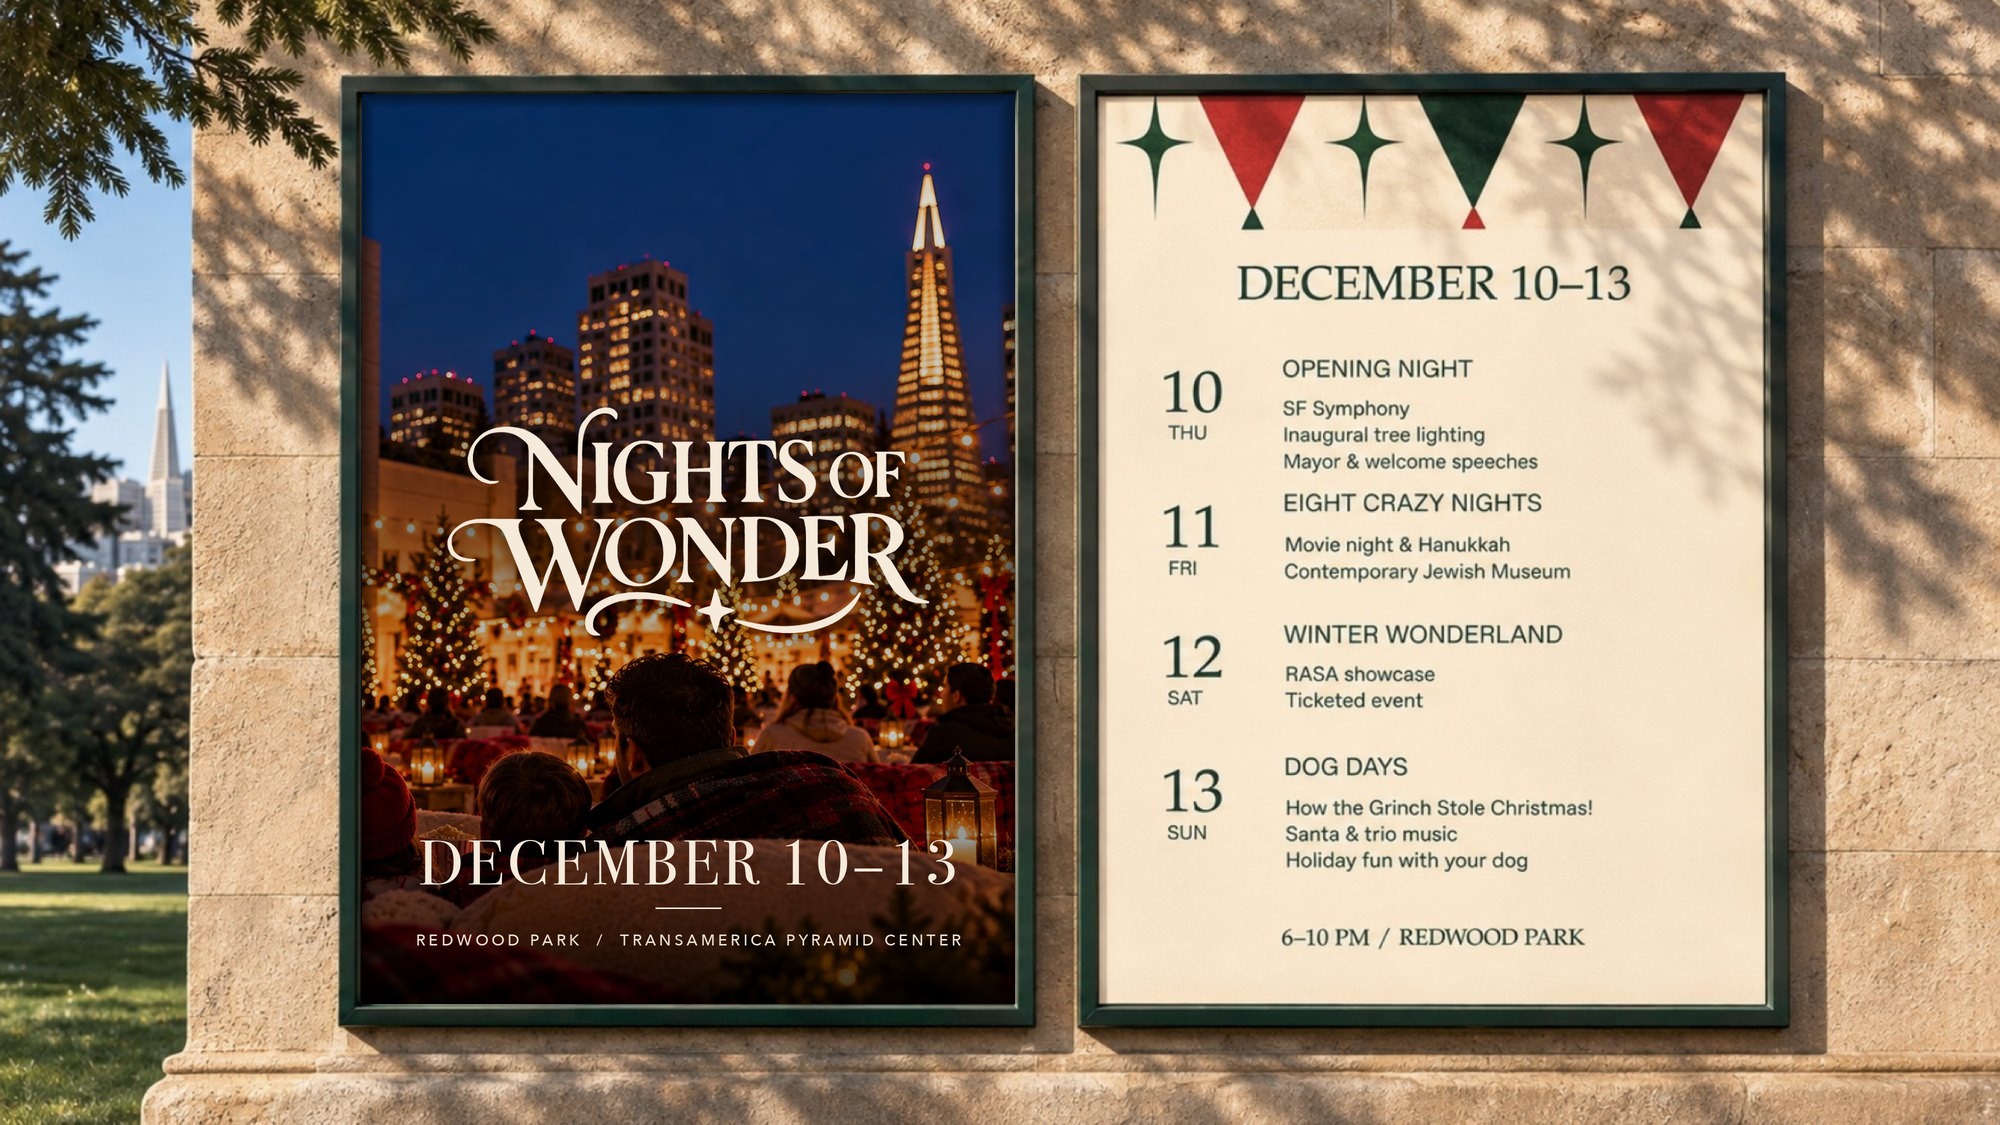 NIGHTS OF
WONDER
DECEMBER 10–13
REDWOOD PARK / TRANSAMERICA PYRAMID CENTER
DECEMBER 10–13
10
THU
OPENING NIGHT
SF Symphony
Inaugural tree lighting
Mayor & welcome speeches
11
FRI
EIGHT CRAZY NIGHTS
Movie night & Hanukkah
Contemporary Jewish Museum
12
SAT
WINTER WONDERLAND
RASA showcase
Ticketed event
13
SUN
DOG DAYS
How the Grinch Stole Christmas!
Santa & trio music
Holiday fun with your dog
6–10 PM / REDWOOD PARK